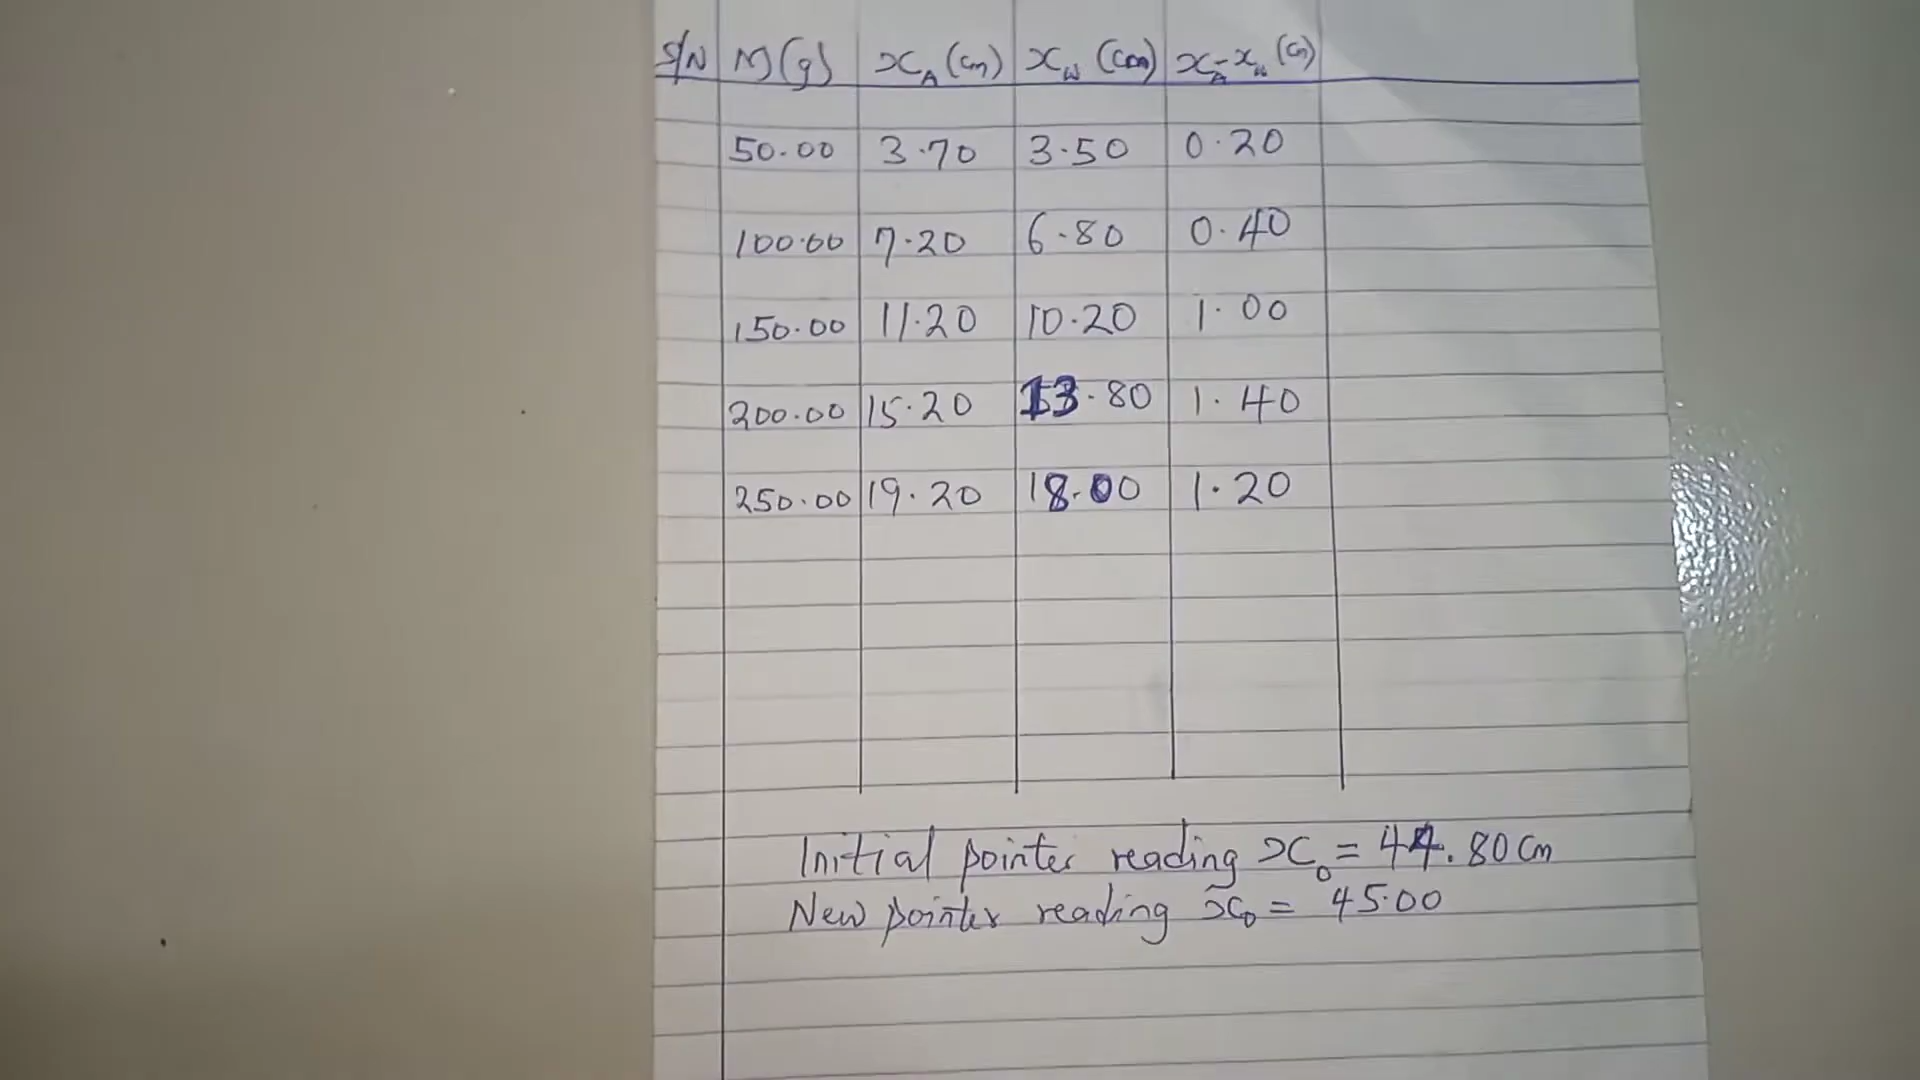 S/N M(g) xA (cm) xw (cm) xA-xw (cm)
50.00 3.70 3.50 0.20
100.00 7.20 6.80 0.40
150.00 11.20 10.20 1.00
200.00 15.20 13.80 1.40
250.00 19.20 18.00 1.20
Initial pointer reading x0 = 44.80 cm
New pointer reading x0 = 45.00